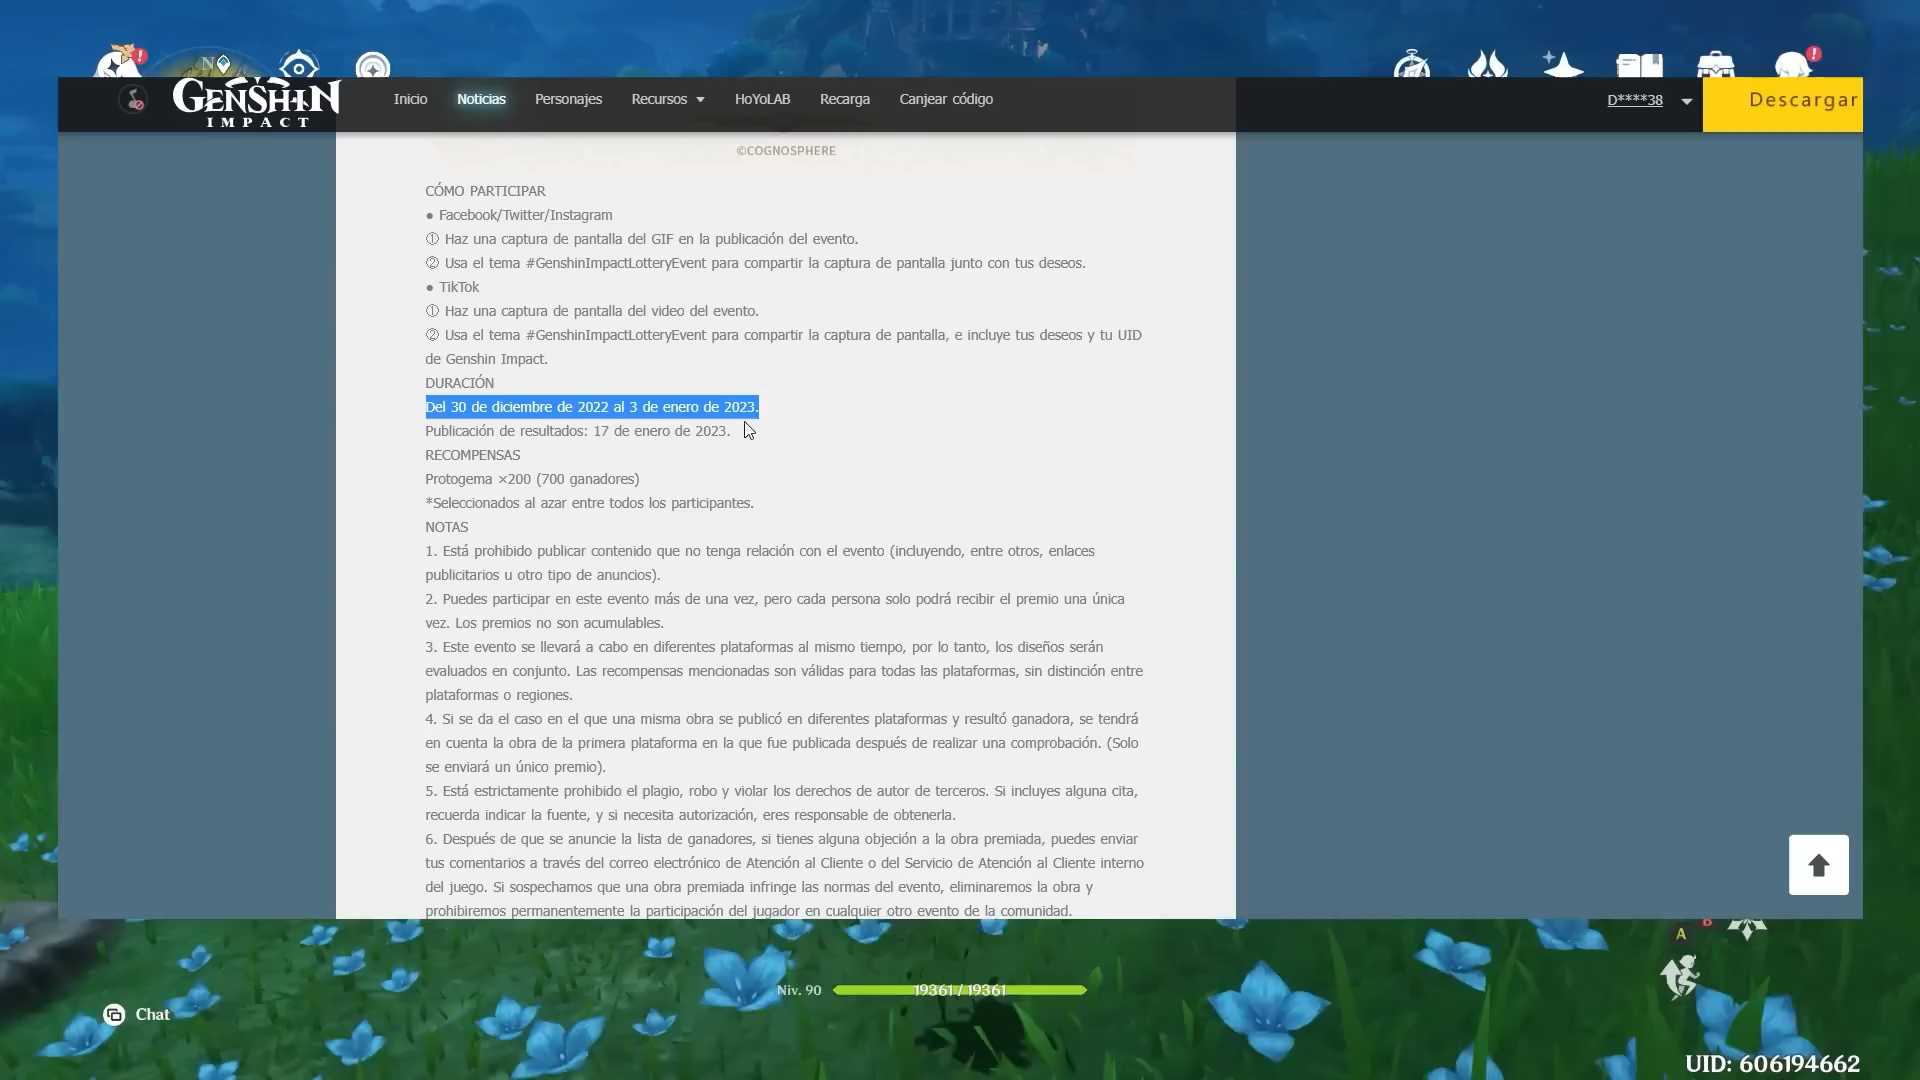 N
GENSHIN
IMPACT
Inicio Noticias Personajes Recursos HoYoLAB Recarga Canjear código
D****38
Descargar
©COGNOSPHERE
CÓMO PARTICIPAR
● Facebook/Twitter/Instagram
① Haz una captura de pantalla del GIF en la publicación del evento.
② Usa el tema #GenshinImpactLotteryEvent para compartir la captura de pantalla junto con tus deseos.
● TikTok
① Haz una captura de pantalla del video del evento.
② Usa el tema #GenshinImpactLotteryEvent para compartir la captura de pantalla, e incluye tus deseos y tu UID
de Genshin Impact.
DURACIÓN
Del 30 de diciembre de 2022 al 3 de enero de 2023.
Publicación de resultados: 17 de enero de 2023.
RECOMPENSAS
Protogema ×200 (700 ganadores)
*Seleccionados al azar entre todos los participantes.
NOTAS
1. Está prohibido publicar contenido que no tenga relación con el evento (incluyendo, entre otros, enlaces
publicitarios u otro tipo de anuncios).
2. Puedes participar en este evento más de una vez, pero cada persona solo podrá recibir el premio una única
vez. Los premios no son acumulables.
3. Este evento se llevará a cabo en diferentes plataformas al mismo tiempo, por lo tanto, los diseños serán
evaluados en conjunto. Las recompensas mencionadas son válidas para todas las plataformas, sin distinción entre
plataformas o regiones.
4. Si se da el caso en el que una misma obra se publicó en diferentes plataformas y resultó ganadora, se tendrá
en cuenta la obra de la primera plataforma en la que fue publicada después de realizar una comprobación. (Solo
se enviará un único premio).
5. Está estrictamente prohibido el plagio, robo y violar los derechos de autor de terceros. Si incluyes alguna cita,
recuerda indicar la fuente, y si necesita autorización, eres responsable de obtenerla.
6. Después de que se anuncie la lista de ganadores, si tienes alguna objeción a la obra premiada, puedes enviar
tus comentarios a través del correo electrónico de Atención al Cliente o del Servicio de Atención al Cliente interno
del juego. Si sospechamos que una obra premiada infringe las normas del evento, eliminaremos la obra y
prohibiremos permanentemente la participación del jugador en cualquier otro evento de la comunidad.
A B
Niv. 90 19361 / 19361
Chat
UID: 606194662